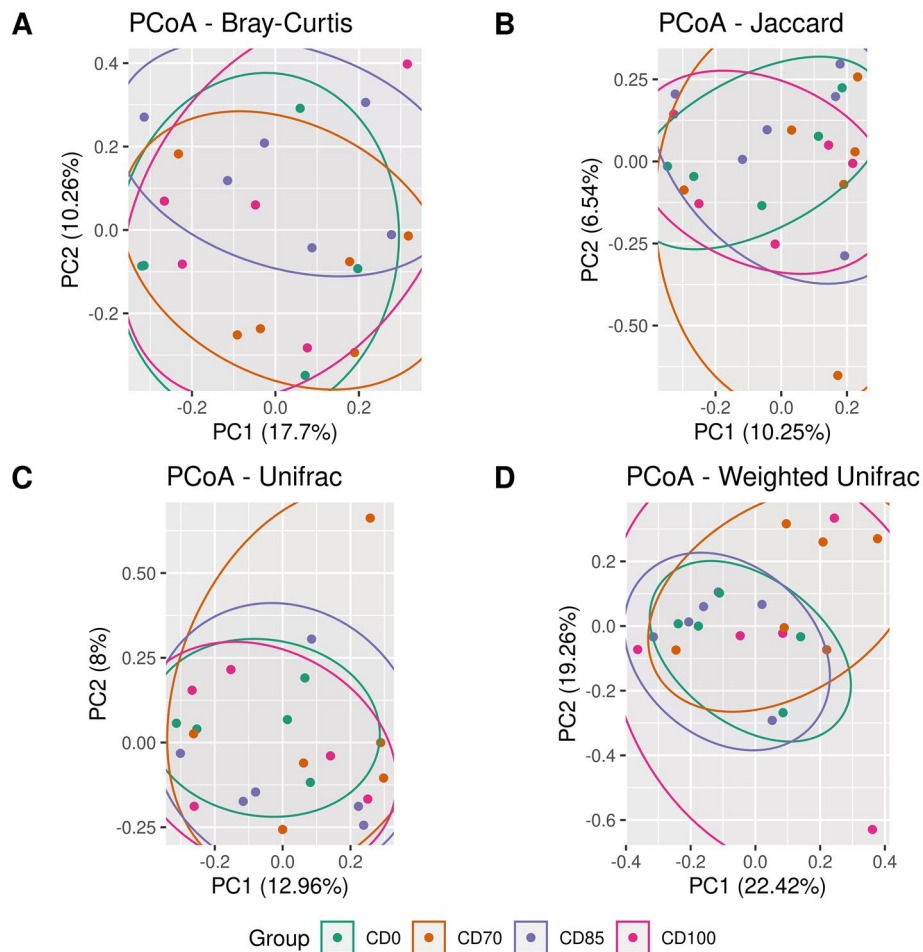 A
PCoA - Bray-Curtis
0.4
0.2
0.0
-0.2
PC2 (10.26%)
-0.2
0.0
0.2
PC1 (17.7%)
B
PCoA - Jaccard
0.25
0.00
-0.25
-0.50
PC2 (6.54%)
-0.2
0.0
0.2
PC1 (10.25%)
C
PCoA - Unifrac
0.50
0.25
0.00
-0.25
PC2 (8%)
-0.2
0.0
0.2
PC1 (12.96%)
D
PCoA - Weighted Unifrac
0.2
0.0
-0.2
-0.4
-0.6
PC2 (19.26%)
-0.4
-0.2
0.0
0.2
0.4
PC1 (22.42%)
Group CD0 CD70 CD85 CD100